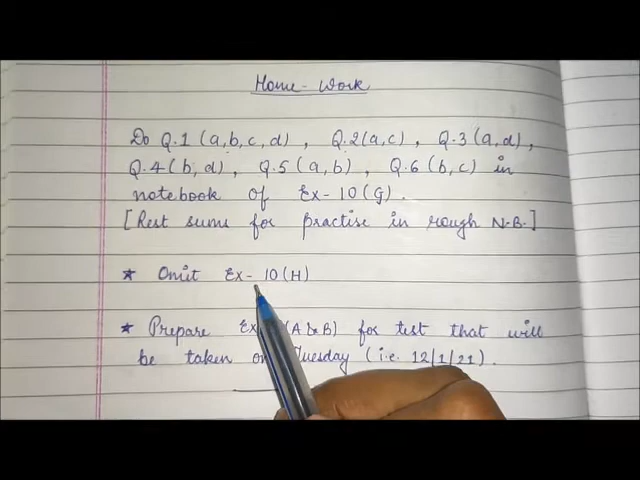 Home-Work
Do Q.1 (a,b,c,d) , Q.2(a,c) , Q.3(a,d) ,
Q.4(b,d) , Q.5(a,b) , Q.6(b,c) in
notebook of Ex-10(G) .
[Rest sums for practise in rough N.B.]
* Omit Ex-10(H)
* Prepare Ex (A & B) for test that will
be taken on Tuesday (i.e. 12/1/21) .